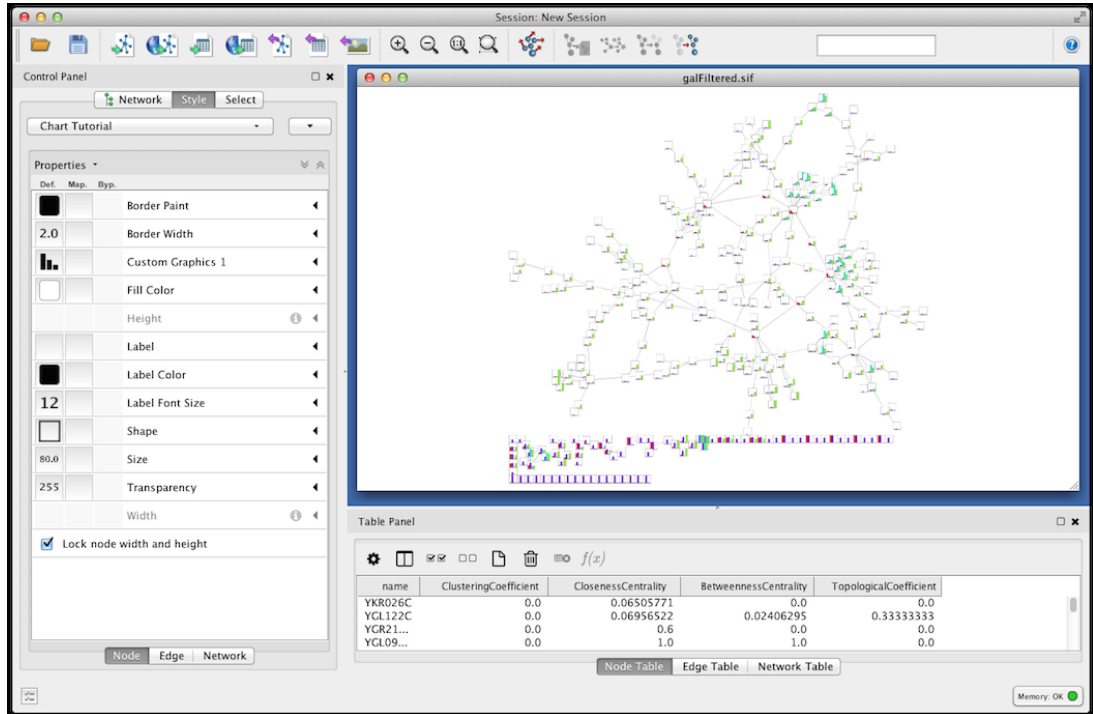 Session: New Session
Control Panel
Network Style Select
Chart Tutorial
Properties
Def. Map. Byp.
Border Paint
2.0 Border Width
Custom Graphics 1
Fill Color
Height
Label
Label Color
12 Label Font Size
Shape
80.0 Size
255 Transparency
Width
Lock node width and height
Node Edge Network
galFiltered.sif
Table Panel
f(x)
name ClusteringCoefficient ClosenessCentrality BetweennessCentrality TopologicalCoefficient
YKR026C 0.0 0.06505771 0.0 0.0
YGL122C 0.0 0.06956522 0.02406295 0.33333333
YGR21... 0.0 0.6 0.0 0.0
YGL09... 0.0 1.0 1.0 0.0
Node Table Edge Table Network Table
Memory: OK